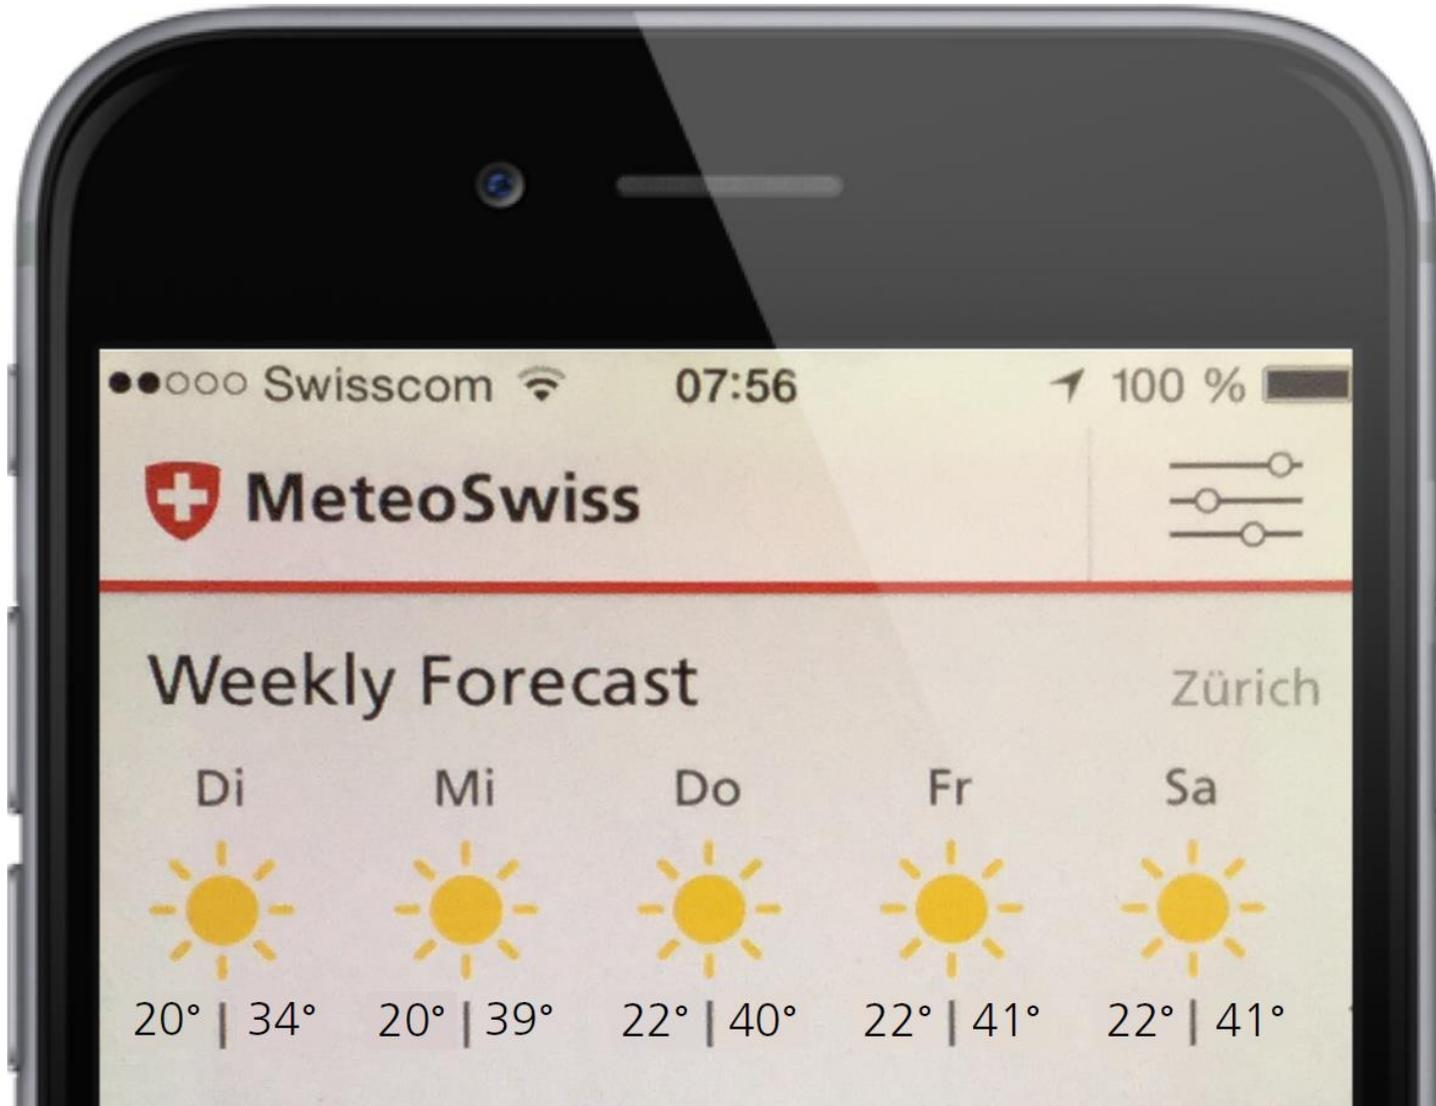 Swisscom 07:56 100 %
MeteoSwiss
Weekly Forecast Zürich
Di Mi Do Fr Sa
20° | 34° 20° | 39° 22° | 40° 22° | 41° 22° | 41°